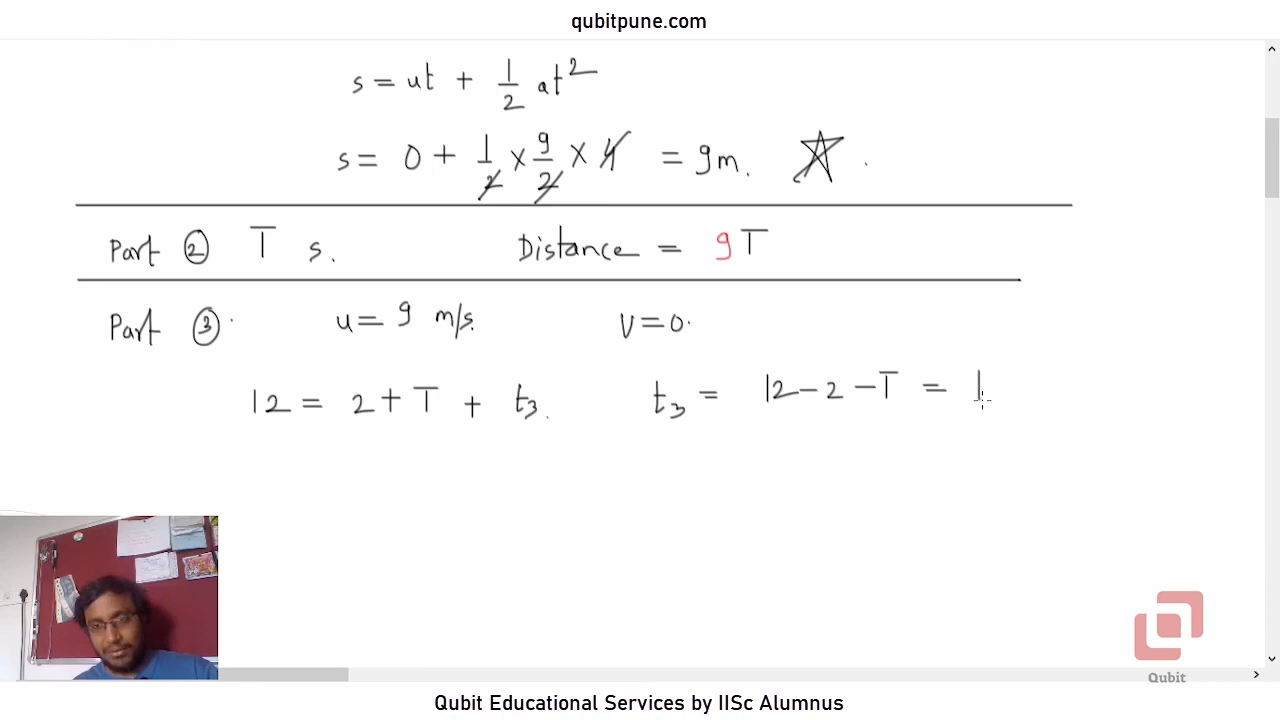 qubitpune.com
s = ut + 1/2 at²
s = 0 + 1/2 × 9/2 × 4 = 9m.
Part ② T s. Distance = 9T
Part ③ u = 9 m/s. v = 0.
12 = 2 + T + t₃. t₃ = 12 - 2 - T = 1
Qubit
Qubit Educational Services by IISc Alumnus